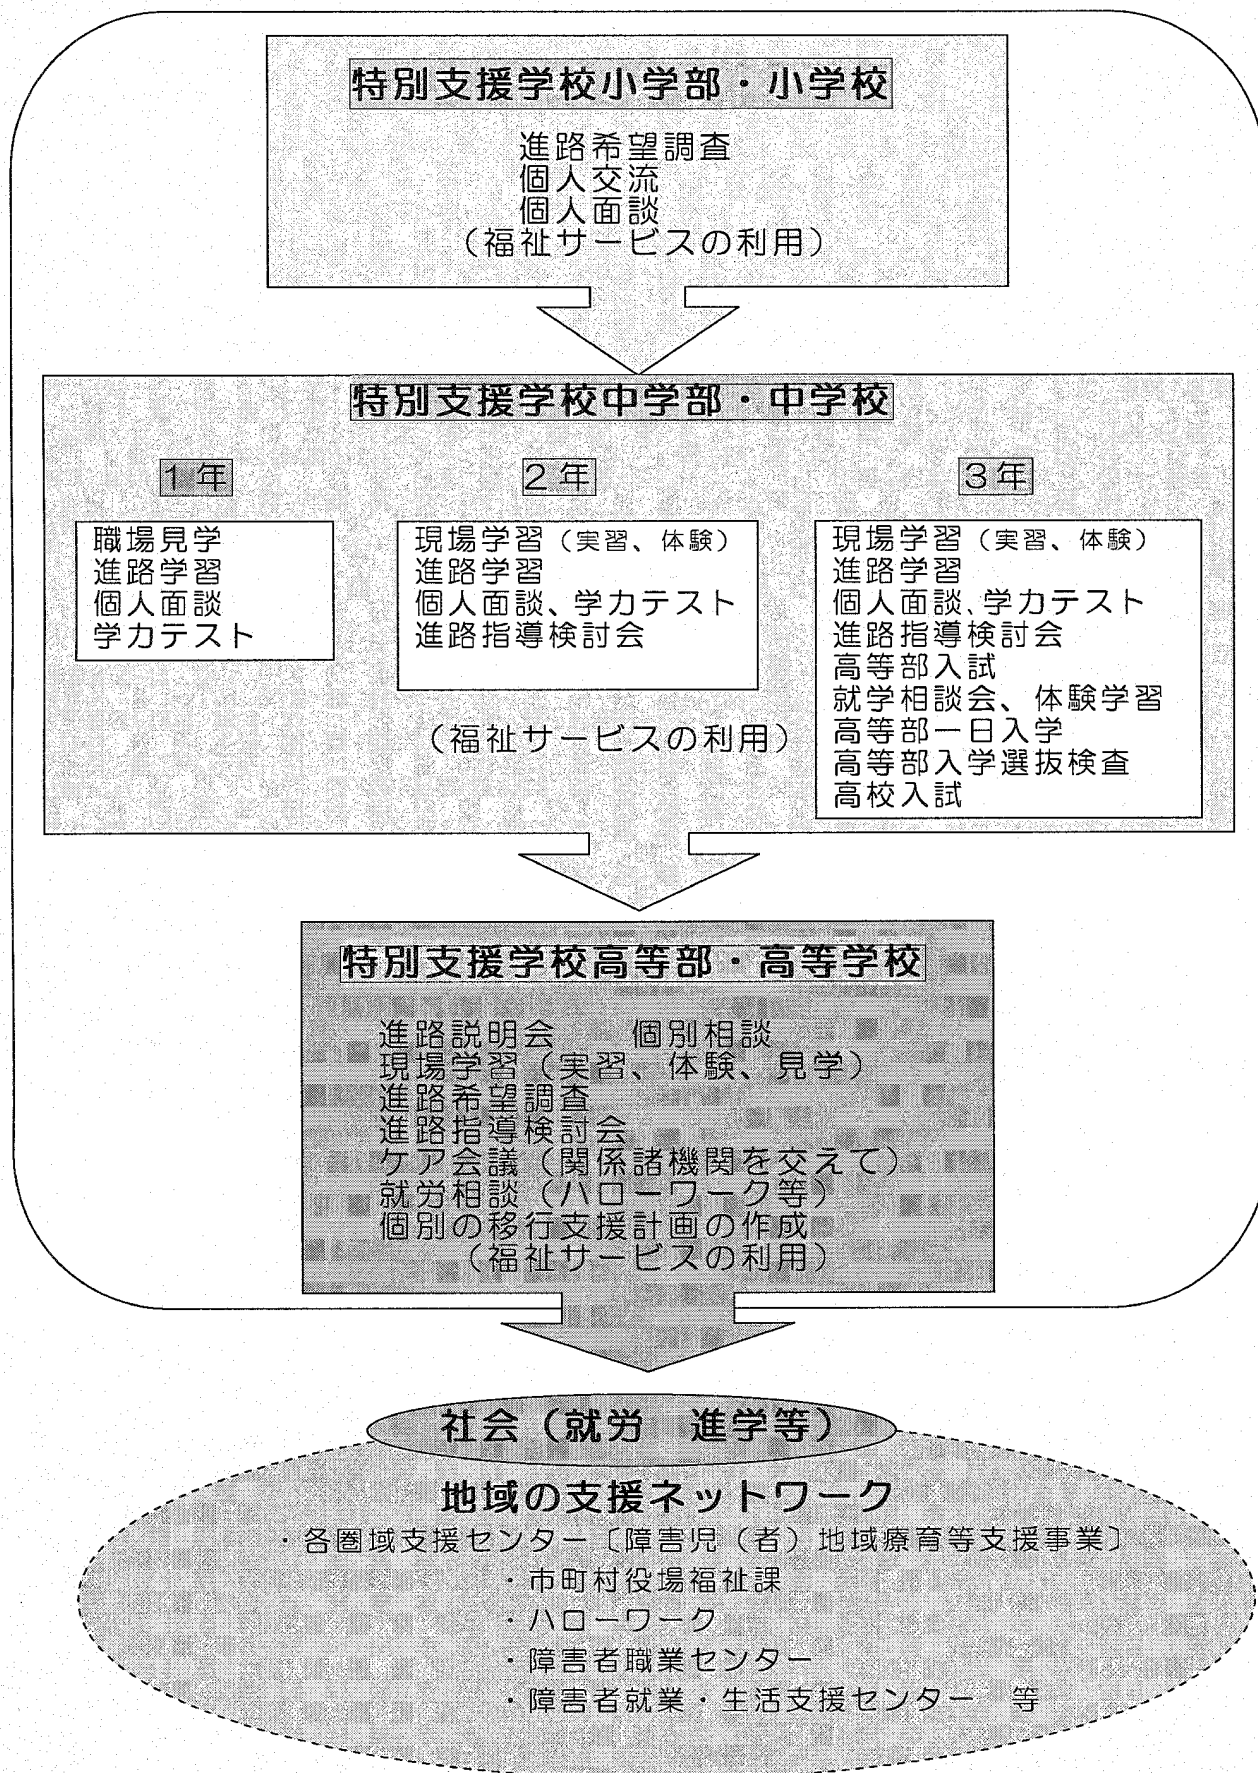 特別支援学校小学部・小学校
進路希望調査
個人交流
個人面談
（福祉サービスの利用）
特別支援学校中学部・中学校
1年
職場見学
進路学習
個人面談
学力テスト
2年
現場学習（実習、体験）
進路学習
個人面談、学力テスト
進路指導検討会
（福祉サービスの利用）
3年
現場学習（実習、体験）
進路学習
個人面談、学力テスト
進路指導検討会
高等部入試
就学相談会、体験学習
高等部一日入学
高等部入学選抜検査
高校入試
特別支援学校高等部・高等学校
進路説明会　　個別相談
現場学習（実習、体験、見学）
進路希望調査
進路指導検討会
ケア会議（関係諸機関を交えて）
就労相談（ハローワーク等）
個別の移行支援計画の作成
（福祉サービスの利用）
社会（就労　進学等）
地域の支援ネットワーク
・各圏域支援センター〔障害児（者）地域療育等支援事業〕
・市町村役場福祉課
・ハローワーク
・障害者職業センター
・障害者就業・生活支援センター　等